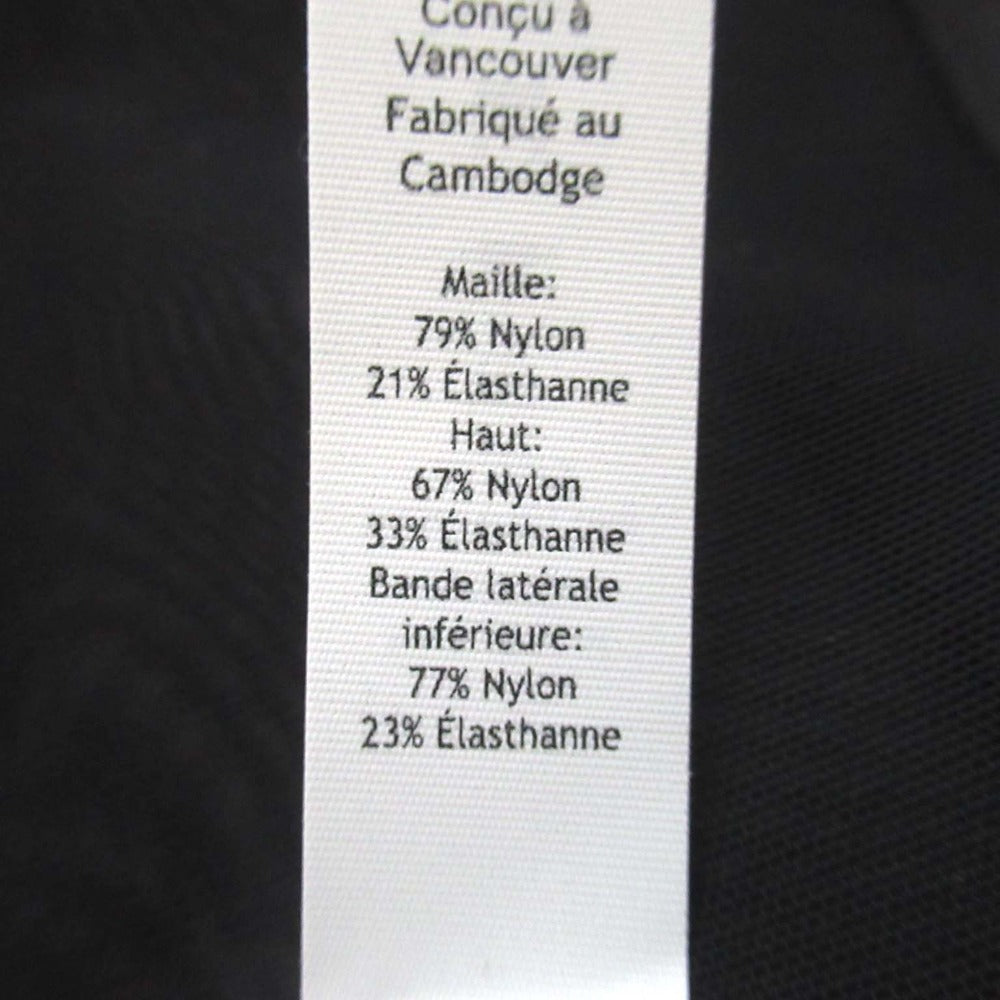 Conçu à
Vancouver
Fabriqué au
Cambodge
Maille:
79% Nylon
21% Élasthanne
Haut:
67% Nylon
33% Élasthanne
Bande latérale
inférieure:
77% Nylon
23% Élasthanne